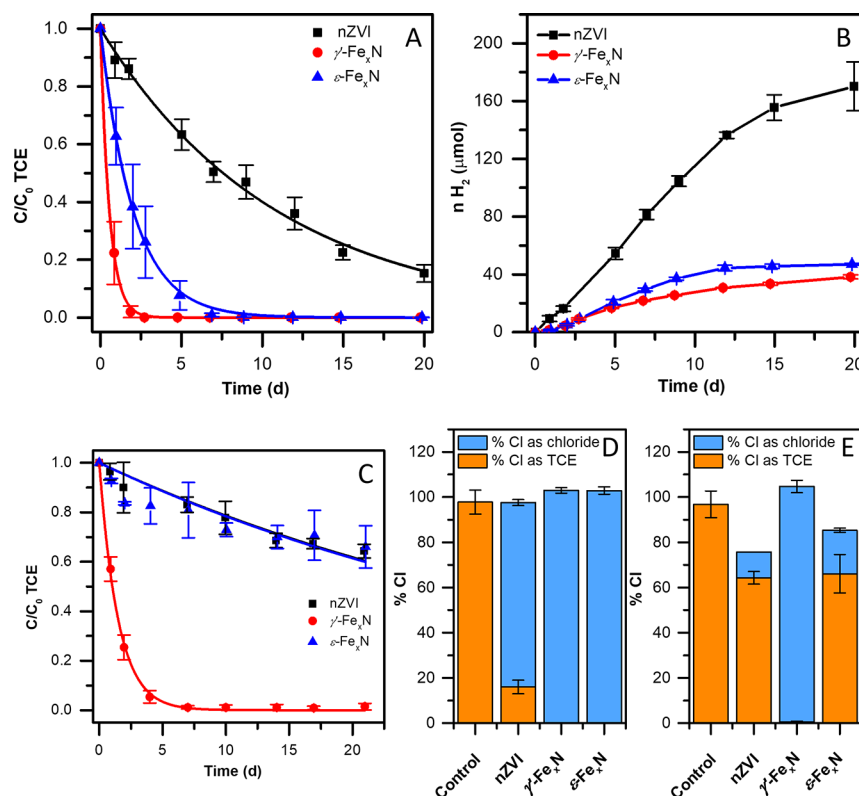 A
nZVI
γ'-FeₓN
ε-FeₓN
C/C₀ TCE
1.0
0.8
0.6
0.4
0.2
0.0
0 5 10 15 20
Time (d)
B
nZVI
γ'-FeₓN
ε-FeₓN
n H₂ (μmol)
200
160
120
80
40
0
0 5 10 15 20
Time (d)
C
C/C₀ TCE
1.0
0.8
0.6
0.4
0.2
0.0
nZVI
γ'-FeₓN
ε-FeₓN
0 5 10 15 20
Time (d)
D
% Cl as chloride
% Cl as TCE
% Cl
120
100
80
60
40
20
0
Control
nZVI
γ'-FeₓN
ε-FeₓN
E
% Cl as chloride
% Cl as TCE
% Cl
120
100
80
60
40
20
0
Control
nZVI
γ'-FeₓN
ε-FeₓN